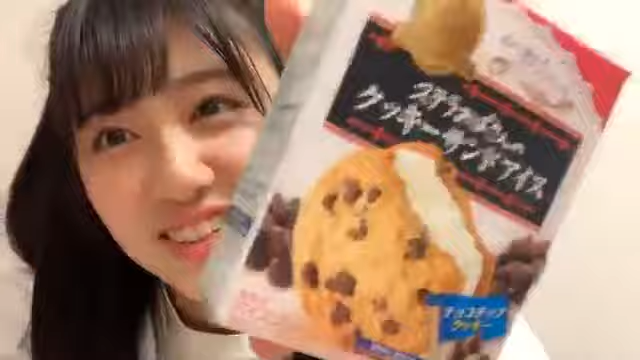 ステラおばさんの
クッキーサンドアイス
チョコチップ
クッキー